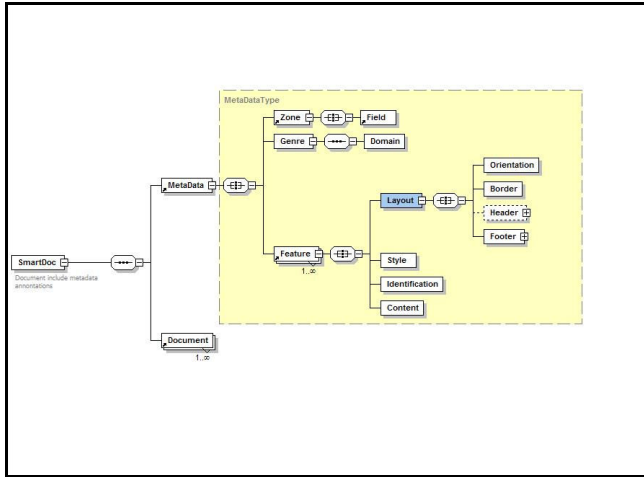 MetaDataType
Zone
Field
Genre
Domain
MetaData
Orientation
Layout
Border
Header
Footer
Feature
1..∞
Style
Identification
Content
SmartDoc
Document include metadata
anntontations
Document
1..∞